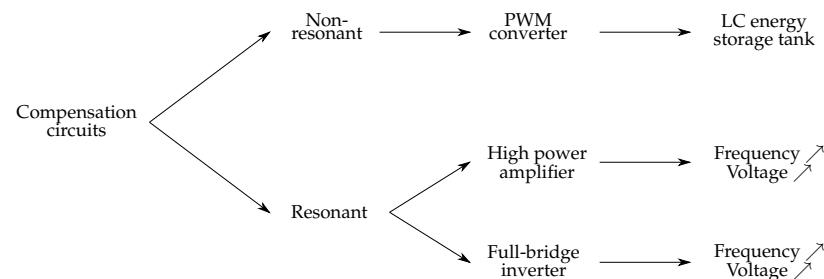 Non-
resonant
PWM
converter
LC energy
storage tank
Compensation
circuits
High power
amplifier
Frequency ↗
Voltage ↗
Resonant
Full-bridge
inverter
Frequency ↗
Voltage ↗